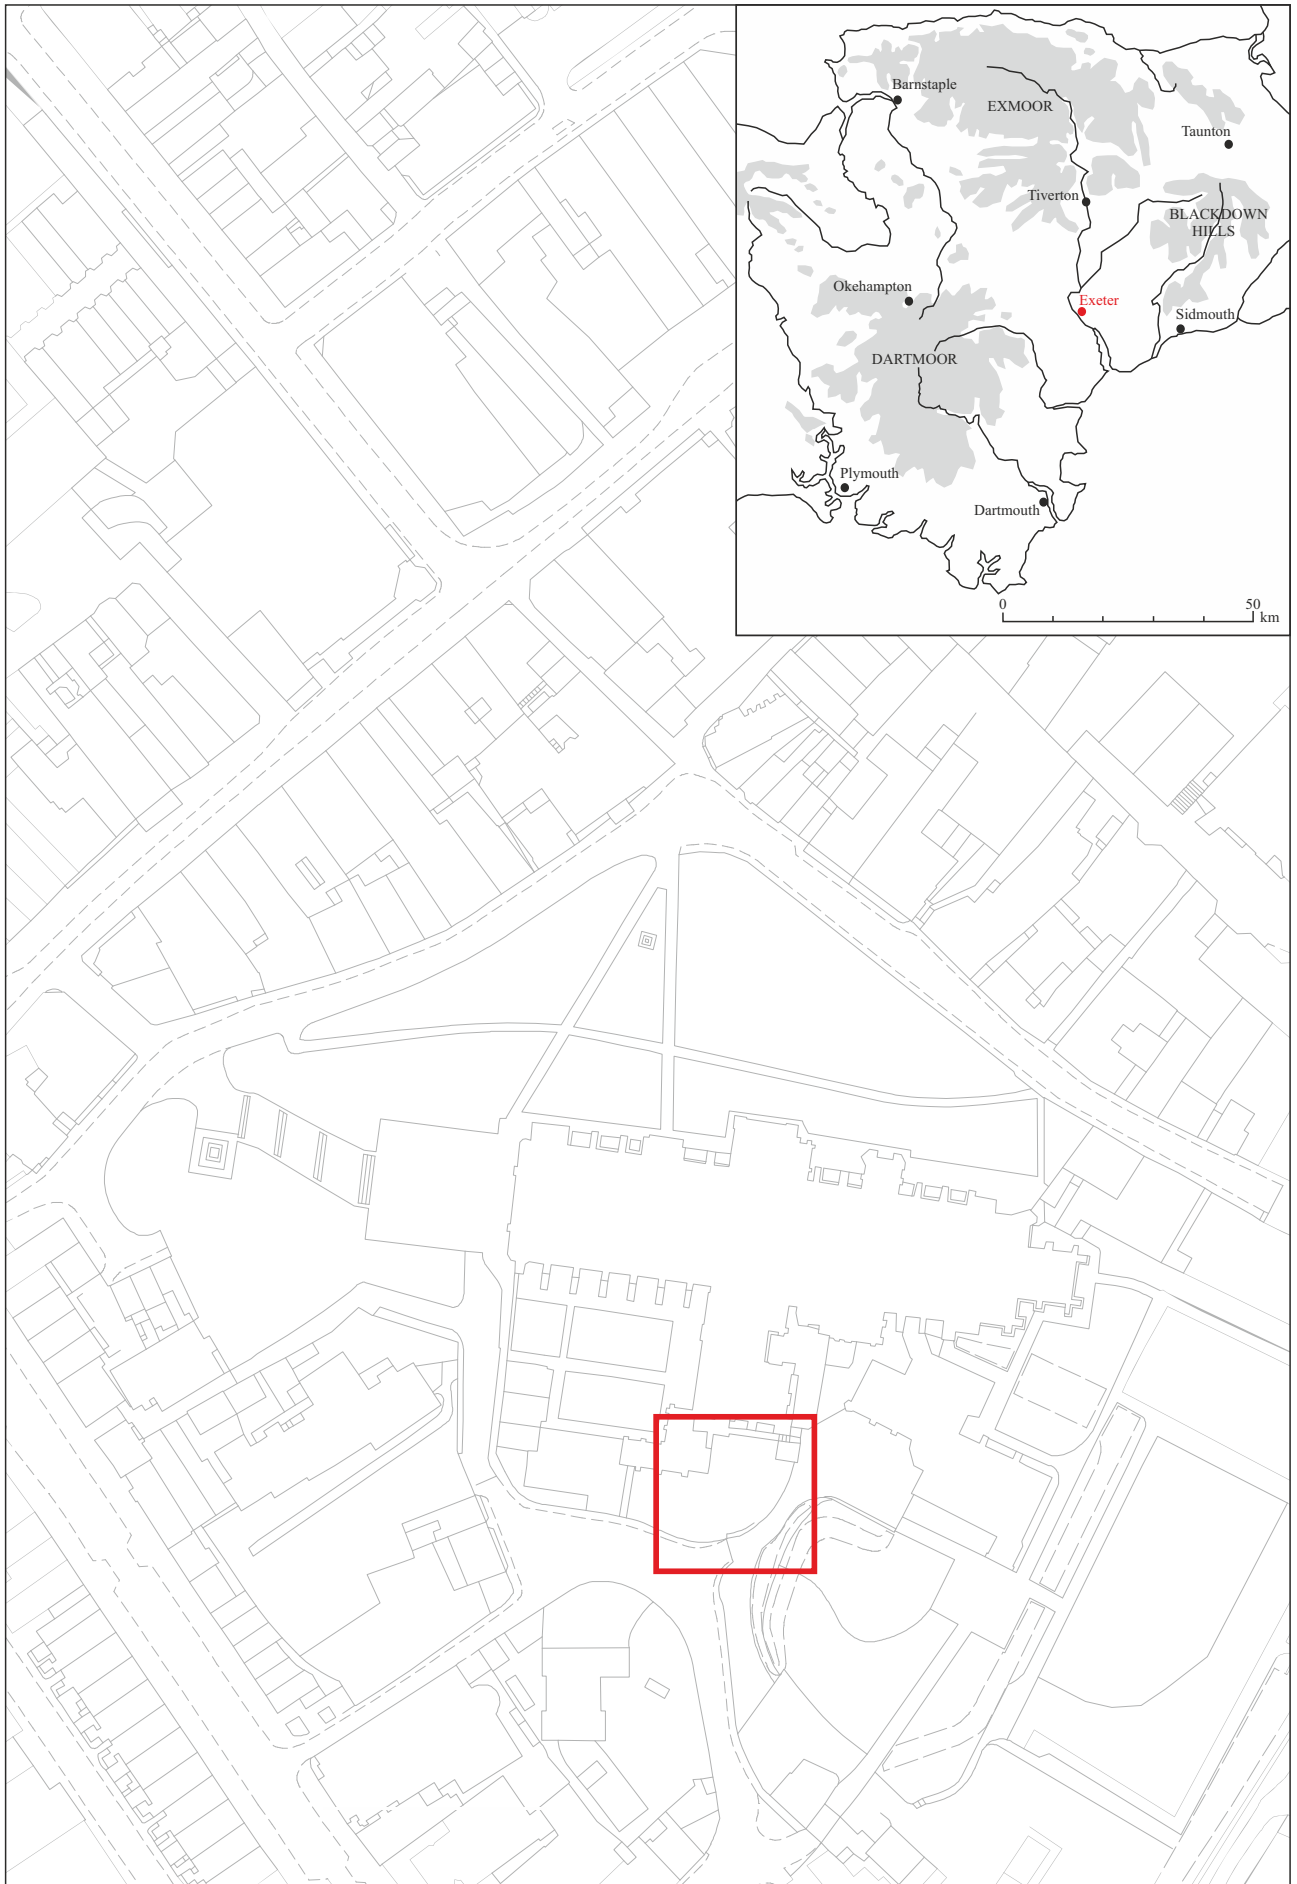 Barnstaple
EXMOOR
Taunton
Tiverton
BLACKDOWN
HILLS
Okehampton
Exeter
Sidmouth
DARTMOOR
Plymouth
Dartmouth
0 50
km